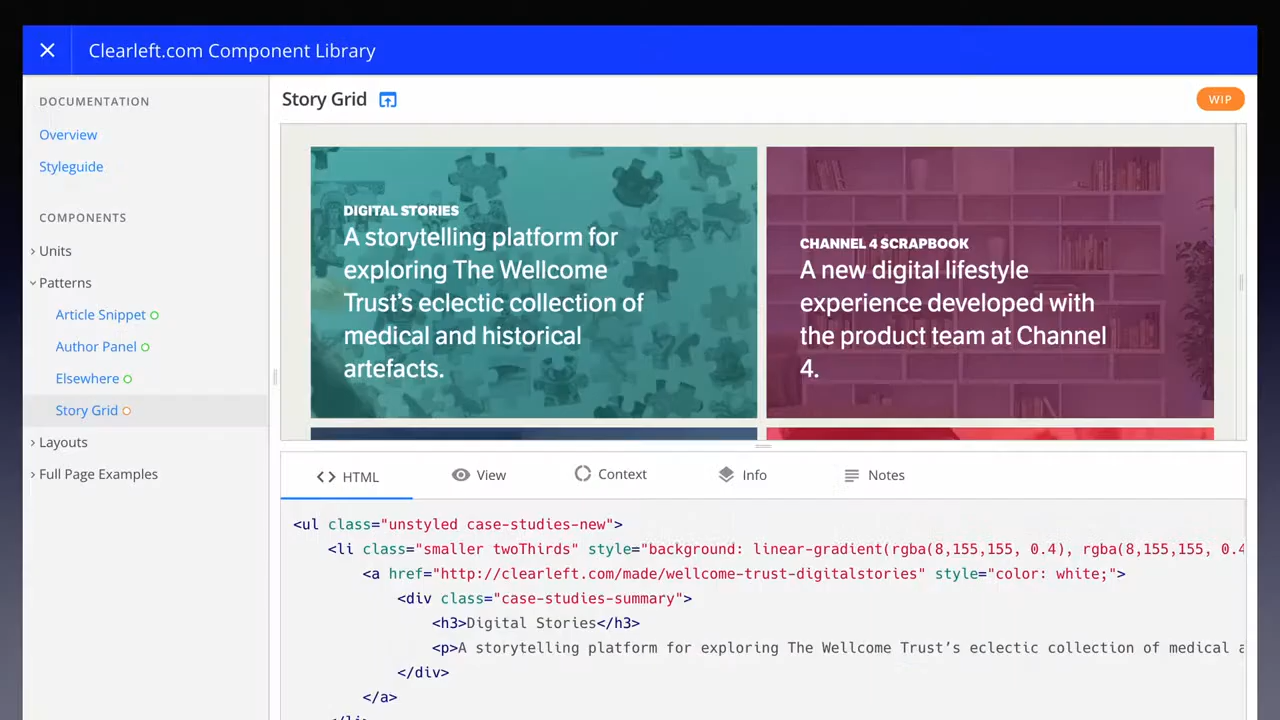 Clearleft.com Component Library
DOCUMENTATION
Overview
Styleguide
COMPONENTS
Units
Patterns
Article Snippet
Author Panel
Elsewhere
Story Grid
Layouts
Full Page Examples
Story Grid
WIP
DIGITAL STORIES
A storytelling platform for
exploring The Wellcome
Trust’s eclectic collection of
medical and historical
artefacts.
CHANNEL 4 SCRAPBOOK
A new digital lifestyle
experience developed with
the product team at Channel
4.
HTML
View
Context
Info
Notes
<ul class="unstyled case-studies-new">
<li class="smaller twoThirds" style="background: linear-gradient(rgba(8,155,155, 0.4), rgba(8,155,155, 0.4
<a href="http://clearleft.com/made/wellcome-trust-digitalstories" style="color: white;">
<div class="case-studies-summary">
<h3>Digital Stories</h3>
<p>A storytelling platform for exploring The Wellcome Trust’s eclectic collection of medical a
</div>
</a>
</li>